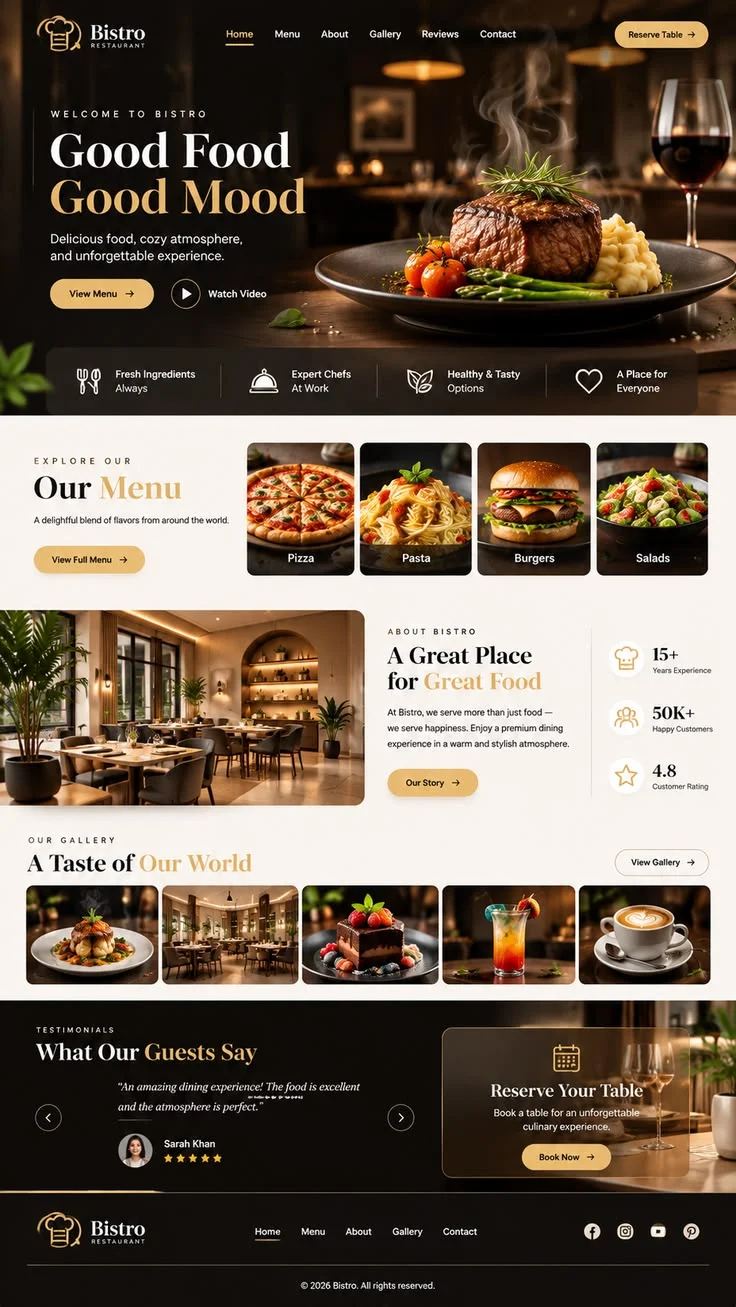 Bistro
RESTAURANT
Home
Menu
About
Gallery
Reviews
Contact
Reserve Table
WELCOME TO BISTRO
Good Food
Good Mood
Delicious food, cozy atmosphere,
and unforgettable experience.
View Menu
Watch Video
Fresh Ingredients
Always
Expert Chefs
At Work
Healthy & Tasty
Options
A Place for
Everyone
EXPLORE OUR
Our Menu
A delightful blend of flavors from around the world.
View Full Menu
Pizza
Pasta
Burgers
Salads
ABOUT BISTRO
A Great Place
for Great Food
At Bistro, we serve more than just food —
we serve happiness. Enjoy a premium dining
experience in a warm and stylish atmosphere.
Our Story
15+
Years Experience
50K+
Happy Customers
4.8
Customer Rating
OUR GALLERY
A Taste of Our World
View Gallery
TESTIMONIALS
What Our Guests Say
"An amazing dining experience! The food is excellent
and the atmosphere is perfect."
Sarah Khan
Reserve Your Table
Book a table for an unforgettable
culinary experience.
Book Now
Bistro
RESTAURANT
Home
Menu
About
Gallery
Contact
© 2026 Bistro. All rights reserved.